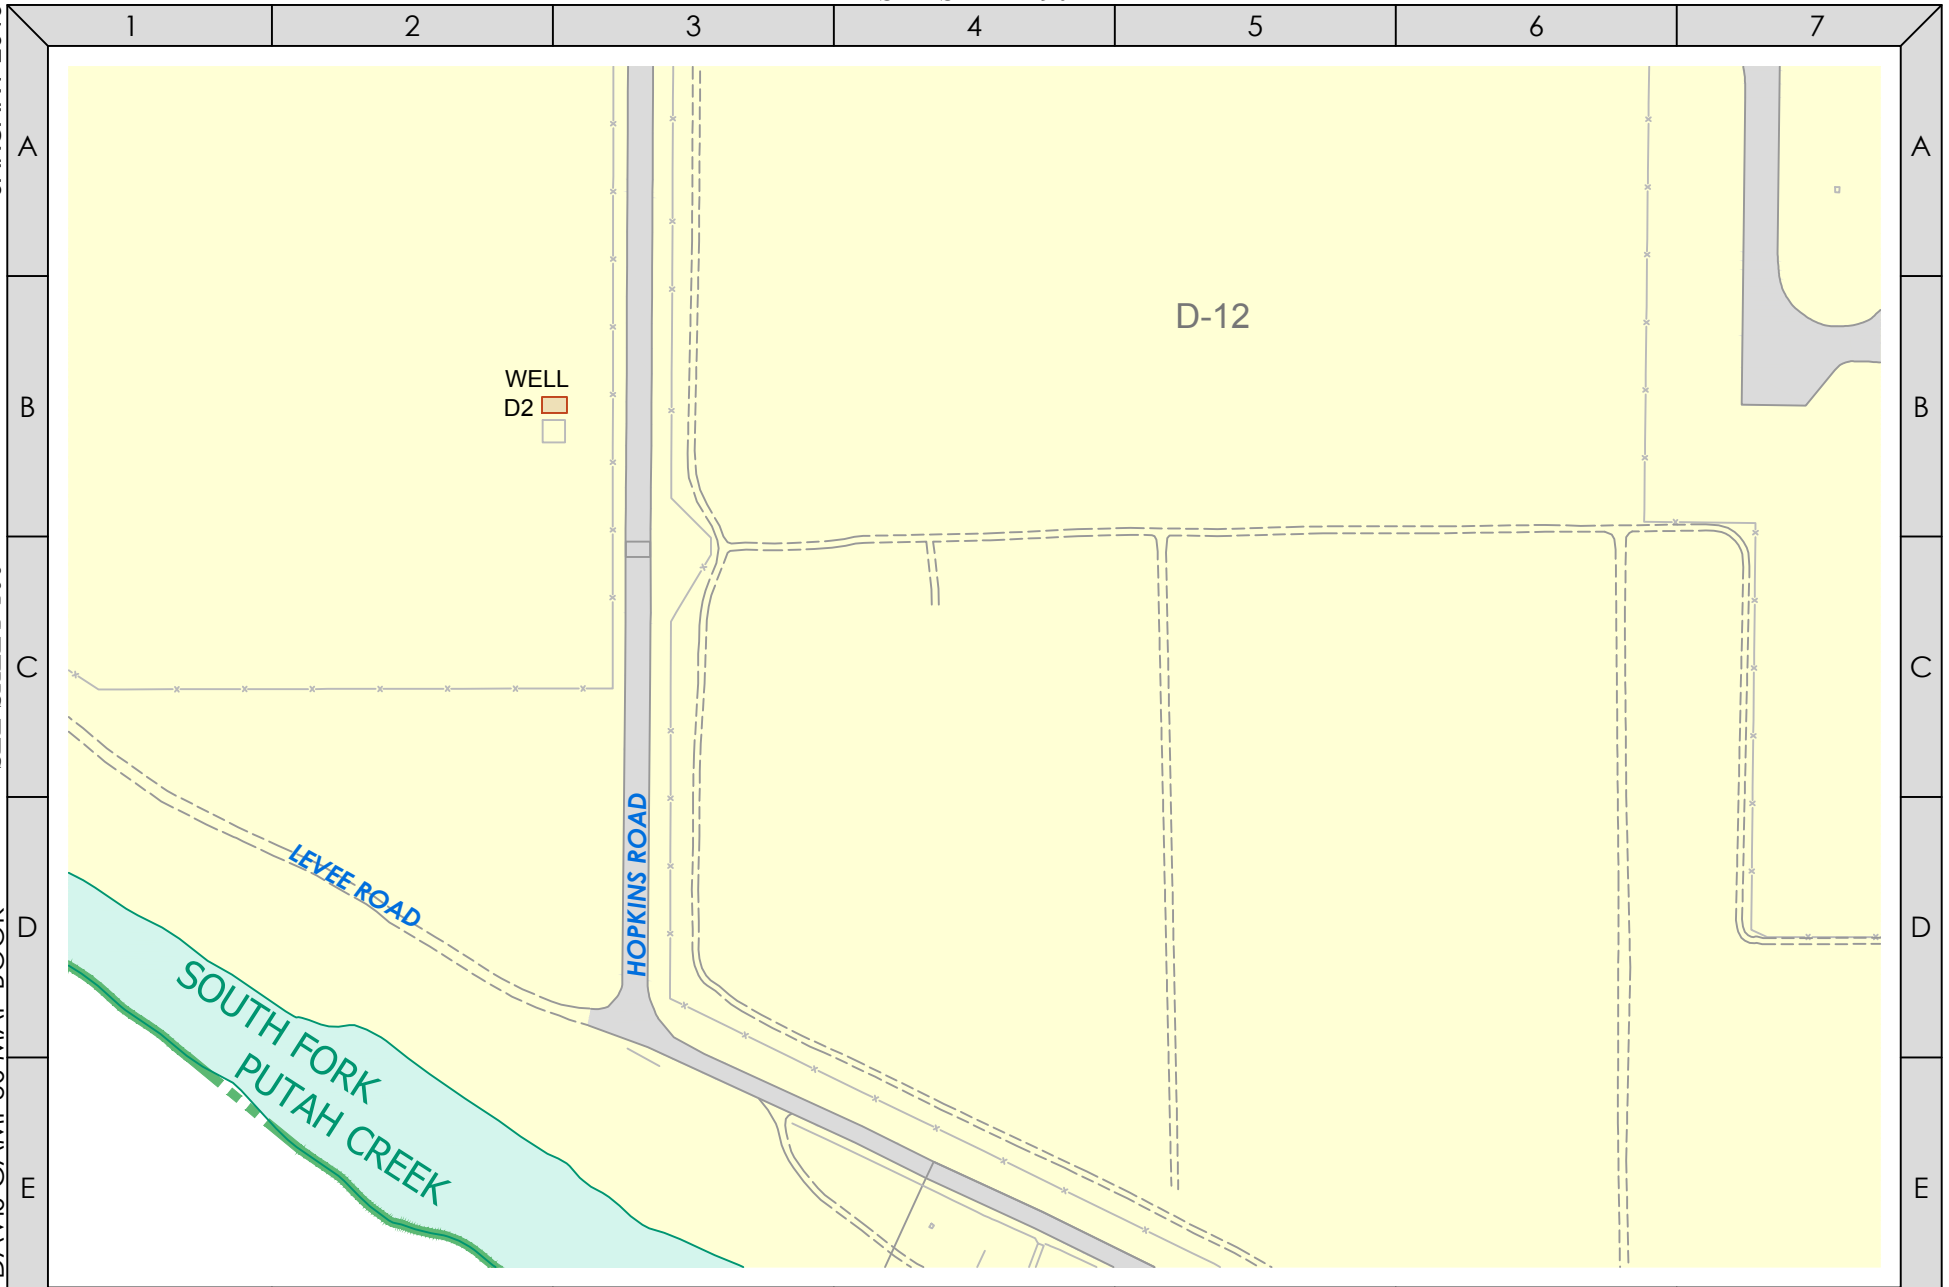 1 2 3 4 5 6 7
A A
D-12
WELL
B D2 B
C C
HOPKINS ROAD
LEVEE ROAD
D D
SOUTH FORK
PUTAH CREEK
E E